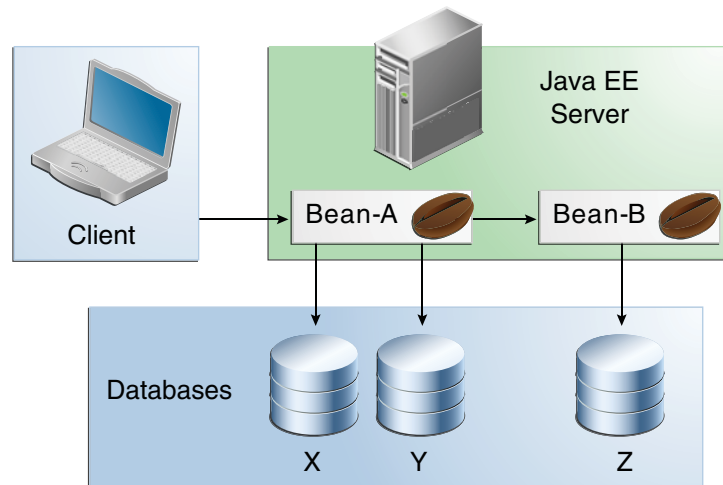 Java EE
Server
Client
Bean-A
Bean-B
Databases
X
Y
Z